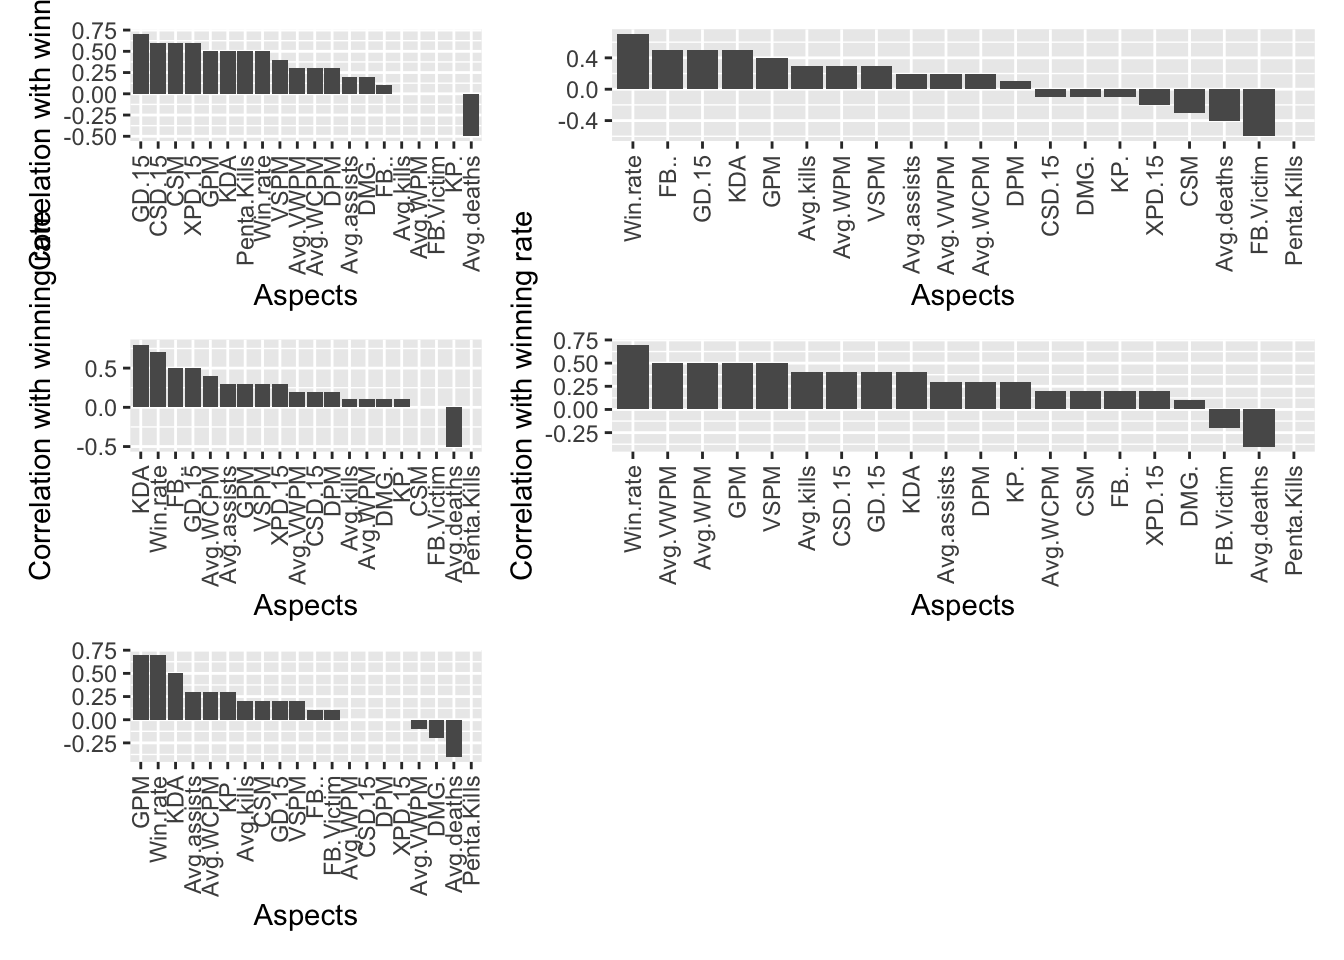 Correlation with winn
0.75
0.50
0.25
0.00
-0.25
-0.50
GD.15
CSD.15
CSM
XPD.15
GPM
KDA
Penta.Kills
Win.rate
VSPM
Avg.VWPM
Avg.WCPM
DPM
Avg.assists
DMG.
FB..
Avg.kills
Avg.WPM
FB.Victim
KP.
Avg.deaths
Aspects
0.4
0.0
-0.4
Win.rate
FB..
GD.15
KDA
GPM
Avg.kills
Avg.WPM
VSPM
Avg.assists
Avg.VWPM
Avg.WCPM
DPM
CSD.15
DMG.
KP.
XPD.15
CSM
Avg.deaths
FB.Victim
Penta.Kills
Aspects
Correlation with winning rate
0.5
0.0
-0.5
KDA
Win.rate
FB..
GD.15
Avg.WCPM
Avg.assists
GPM
VSPM
XPD.15
Avg.VWPM
CSD.15
DPM
Avg.kills
Avg.WPM
DMG.
KP.
CSM
FB.Victim
Avg.deaths
Penta.Kills
Aspects
Correlation with winning rate
0.75
0.50
0.25
0.00
-0.25
Win.rate
Avg.VWPM
Avg.WPM
GPM
VSPM
Avg.kills
CSD.15
GD.15
KDA
Avg.assists
DPM
KP.
Avg.WCPM
CSM
FB..
XPD.15
DMG.
FB.Victim
Avg.deaths
Penta.Kills
Aspects
0.75
0.50
0.25
0.00
-0.25
GPM
Win.rate
KDA
Avg.assists
Avg.WCPM
KP.
Avg.kills
CSM
GD.15
VSPM
FB..
FB.Victim
Avg.WPM
CSD.15
DPM
XPD.15
Avg.VWPM
DMG.
Avg.deaths
Penta.Kills
Aspects